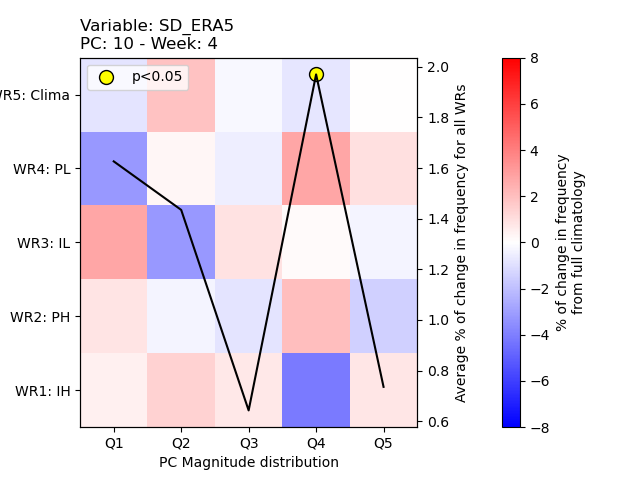 Variable: SD_ERA5
PC: 10 - Week: 4
p<0.05
WR5: Clima
WR4: PL
WR3: IL
WR2: PH
WR1: IH
Q1 Q2 Q3 Q4 Q5
PC Magnitude distribution
2.0
1.8
1.6
1.4
1.2
1.0
0.8
0.6
Average % of change in frequency for all WRs
8
6
4
2
0
−2
−4
−6
−8
% of change in frequency
from full climatology